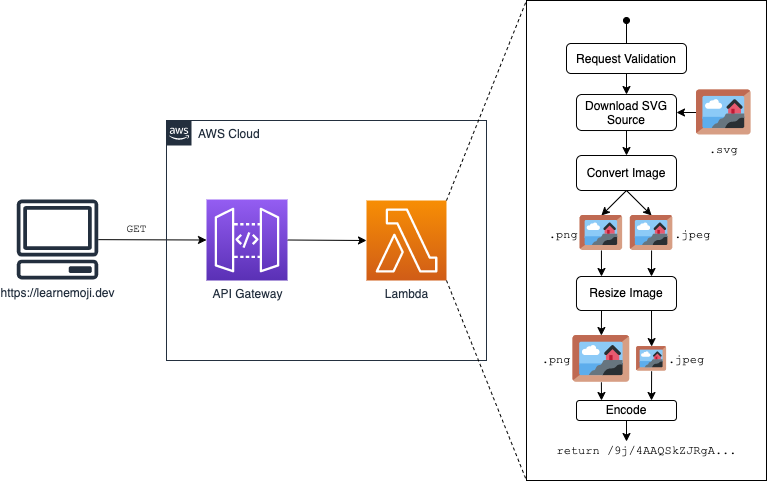 https://learnemoji.dev
GET
aws
AWS Cloud
API Gateway
Lambda
Request Validation
Download SVG
Source
.svg
Convert Image
.png
.jpeg
Resize Image
.png
.jpeg
Encode
return /9j/4AAQSkZJRgA...